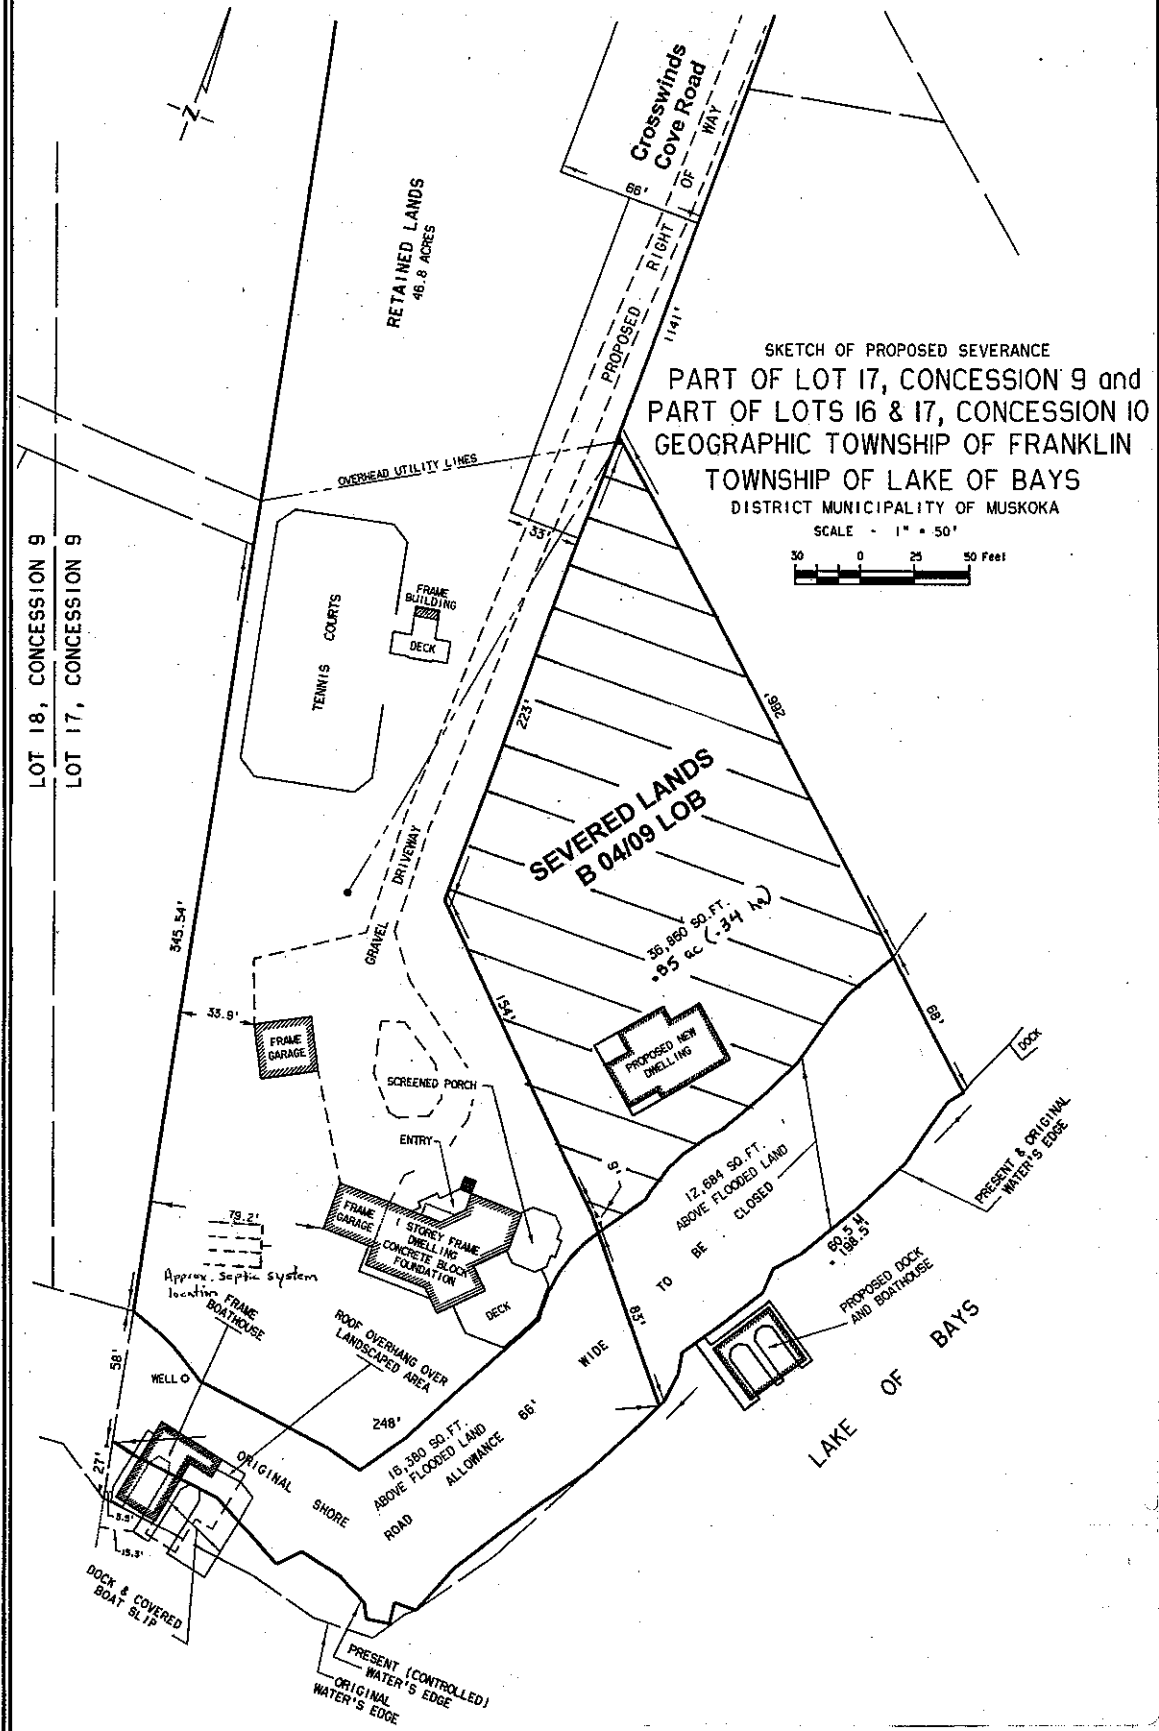 Z
Crosswinds
Cove Road
66'
PROPOSED RIGHT OF WAY
1141'
RETAINED LANDS
46.8 ACRES
SKETCH OF PROPOSED SEVERANCE
PART OF LOT 17, CONCESSION 9 and
PART OF LOTS 16 & 17, CONCESSION 10
GEOGRAPHIC TOWNSHIP OF FRANKLIN
TOWNSHIP OF LAKE OF BAYS
DISTRICT MUNICIPALITY OF MUSKOKA
SCALE - 1" = 50'
30 0 25 50 Feet
OVERHEAD UTILITY LINES
33'
LOT 18, CONCESSION 9
LOT 17, CONCESSION 9
TENNIS COURTS
FRAME
BUILDING
DECK
223'
286'
SEVERED LANDS
B 04/09 LOB
36,860 SQ.FT.
.85 ac (.34 ha)
GRAVEL DRIVEWAY
545.54'
33.9'
FRAME
GARAGE
154'
PROPOSED NEW
DWELLING
68'
DOCK
SCREENED PORCH
ENTRY
9'
12,684 SQ.FT.
ABOVE FLOODED LAND
CLOSED
PRESENT & ORIGINAL
WATER'S EDGE
79.2'
FRAME
GARAGE
1 STOREY FRAME
DWELLING
CONCRETE BLOCK
FOUNDATION
DECK
Approx. septic system
location
FRAME
BOATHOUSE
ROOF OVERHANG OVER
LANDSCAPED AREA
60.5 M
198.5'
PROPOSED DOCK
AND BOATHOUSE
58'
WELL
248'
83'
16,380 SQ.FT.
ABOVE FLOODED LAND
ORIGINAL SHORE ROAD ALLOWANCE 66' WIDE TO BE
LAKE OF BAYS
27'
15.3'
DOCK & COVERED
BOAT SLIP
PRESENT (CONTROLLED)
WATER'S EDGE
ORIGINAL
WATER'S EDGE